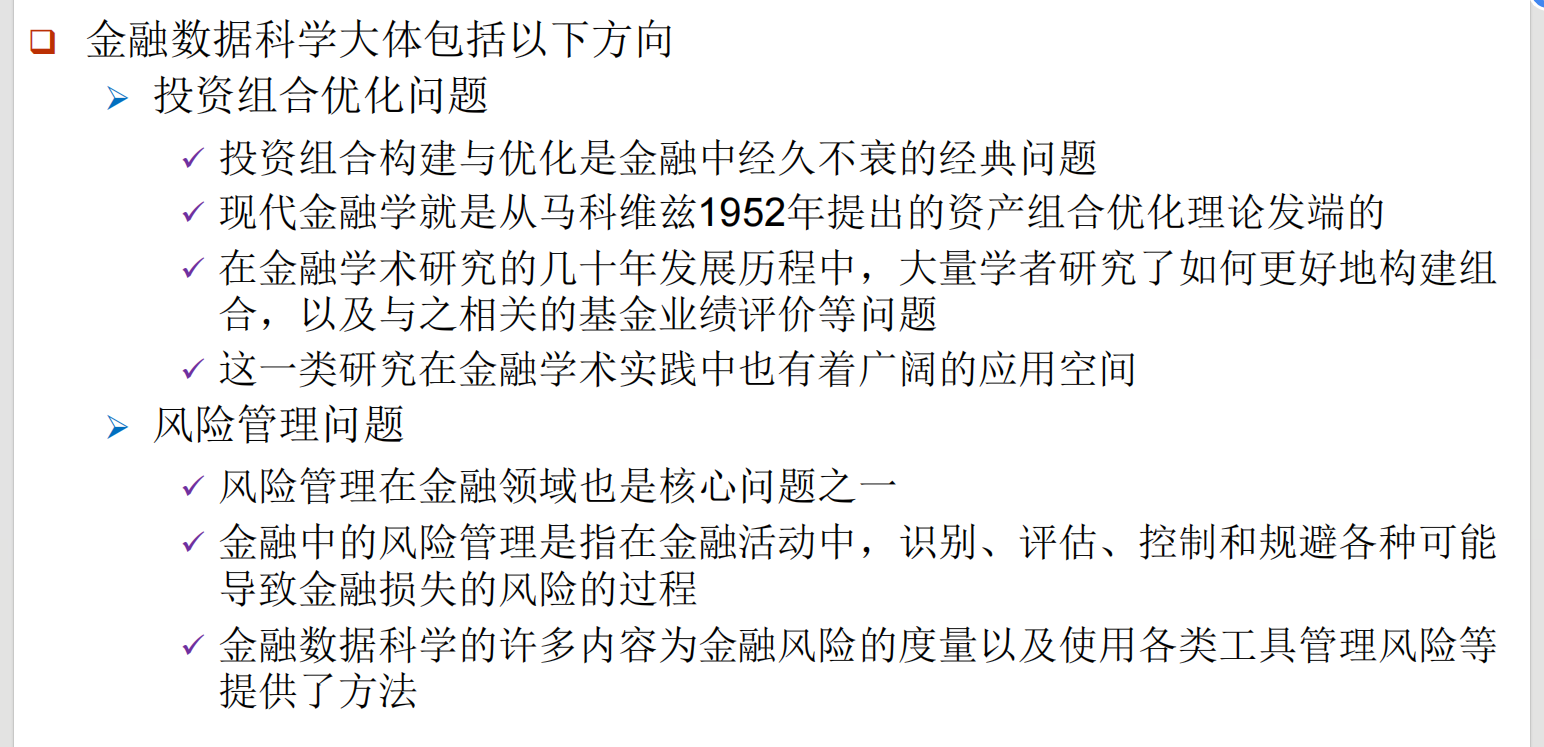 金融数据科学大体包括以下方向
投资组合优化问题
投资组合构建与优化是金融中经久不衰的经典问题
现代金融学就是从马科维兹1952年提出的资产组合优化理论发端的
在金融学术研究的几十年发展历程中，大量学者研究了如何更好地构建组
合，以及与之相关的基金业绩评价等问题
这一类研究在金融学术实践中也有着广阔的应用空间
风险管理问题
风险管理在金融领域也是核心问题之一
金融中的风险管理是指在金融活动中，识别、评估、控制和规避各种可能
导致金融损失的风险的过程
金融数据科学的许多内容为金融风险的度量以及使用各类工具管理风险等
提供了方法